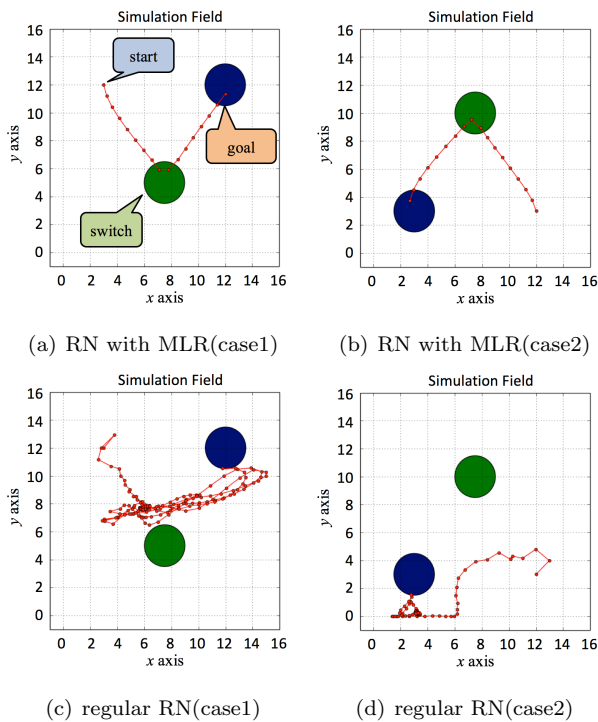 Simulation Field
16
14
12
10
8
6
4
2
0
y axis
0 2 4 6 8 10 12 14 16
x axis
start
goal
switch
(a) RN with MLR(case1)
Simulation Field
16
14
12
10
8
6
4
2
0
y axis
0 2 4 6 8 10 12 14 16
x axis
(b) RN with MLR(case2)
Simulation Field
16
14
12
10
8
6
4
2
0
y axis
0 2 4 6 8 10 12 14 16
x axis
(c) regular RN(case1)
Simulation Field
16
14
12
10
8
6
4
2
0
y axis
0 2 4 6 8 10 12 14 16
x axis
(d) regular RN(case2)